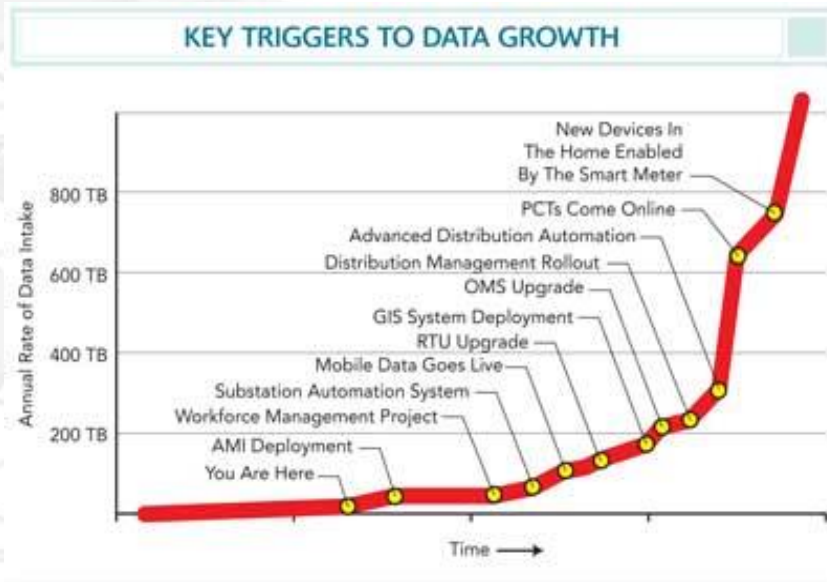 KEY TRIGGERS TO DATA GROWTH
Annual Rate of Data Intake
800 TB
600 TB
400 TB
200 TB
New Devices In
The Home Enabled
By The Smart Meter
PCTs Come Online
Advanced Distribution Automation
Distribution Management Rollout
OMS Upgrade
GIS System Deployment
RTU Upgrade
Mobile Data Goes Live
Substation Automation System
Workforce Management Project
AMI Deployment
You Are Here
Time